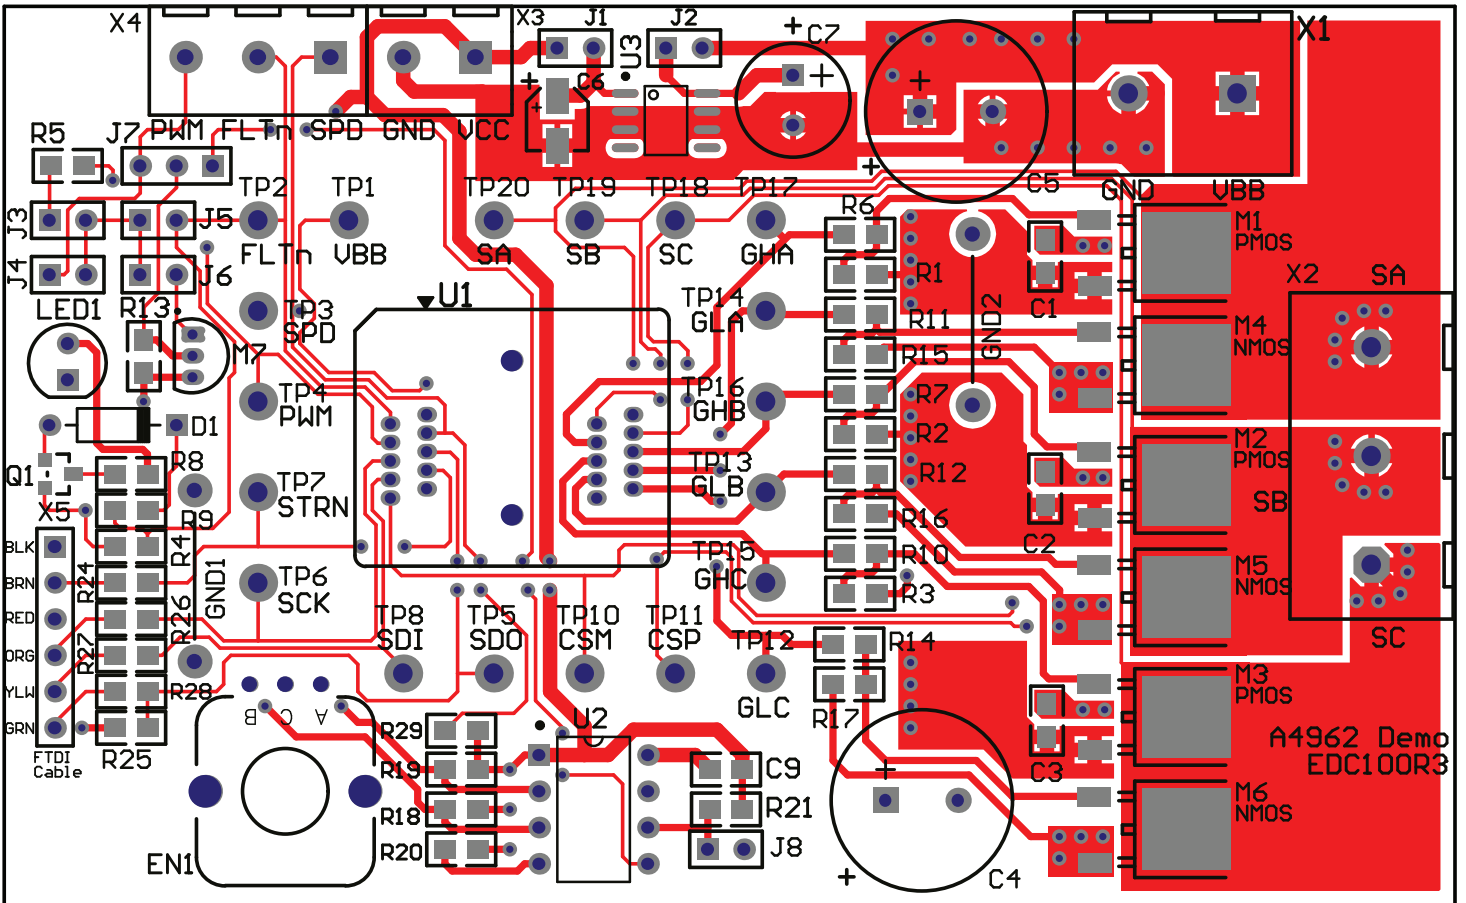 X4
X3
J1
J2
U3
C7
X1
C6
R5
J7
PWM
FLTn
SPD
GND
VCC
C5
GND
VBB
TP2
TP1
TP20
TP19
TP18
TP17
J3
J5
FLTn
VBB
SA
SB
SC
GHA
R6
M1
PMOS
J4
J6
R1
X2
SA
LED1
R13
TP3
SPD
U1
TP14
GLA
R11
GND2
C1
M4
NMOS
M7
R15
TP4
PWM
TP16
GHB
R7
D1
R2
M2
PMOS
Q1
R8
TP7
STRN
TP13
GLB
R12
SB
X5
R9
R16
C2
BLK
R4
TP15
GHC
R10
M5
NMOS
BRN
R24
GND1
TP6
SCK
R3
RED
R26
TP8
SDI
TP5
SDO
TP10
CSM
TP11
CSP
TP12
GLC
R14
SC
ORG
R27
M3
PMOS
YLW
R28
R17
GRN
R25
B
C
A
R29
U2
A4962 Demo
EDC100R3
FTDI
Cable
R19
C9
C3
M6
NMOS
R18
R21
EN1
R20
J8
C4